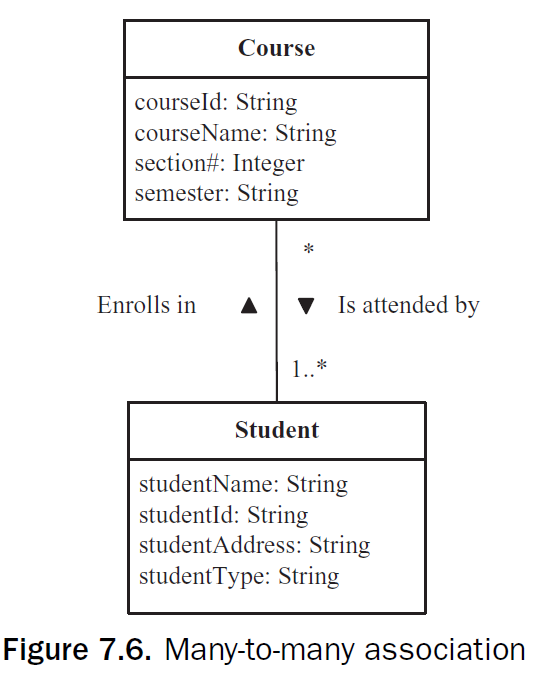 Course
courseId: String
courseName: String
section#: Integer
semester: String
*
Enrolls in ▲ ▼ Is attended by
1..*
Student
studentName: String
studentId: String
studentAddress: String
studentType: String
Figure 7.6. Many-to-many association